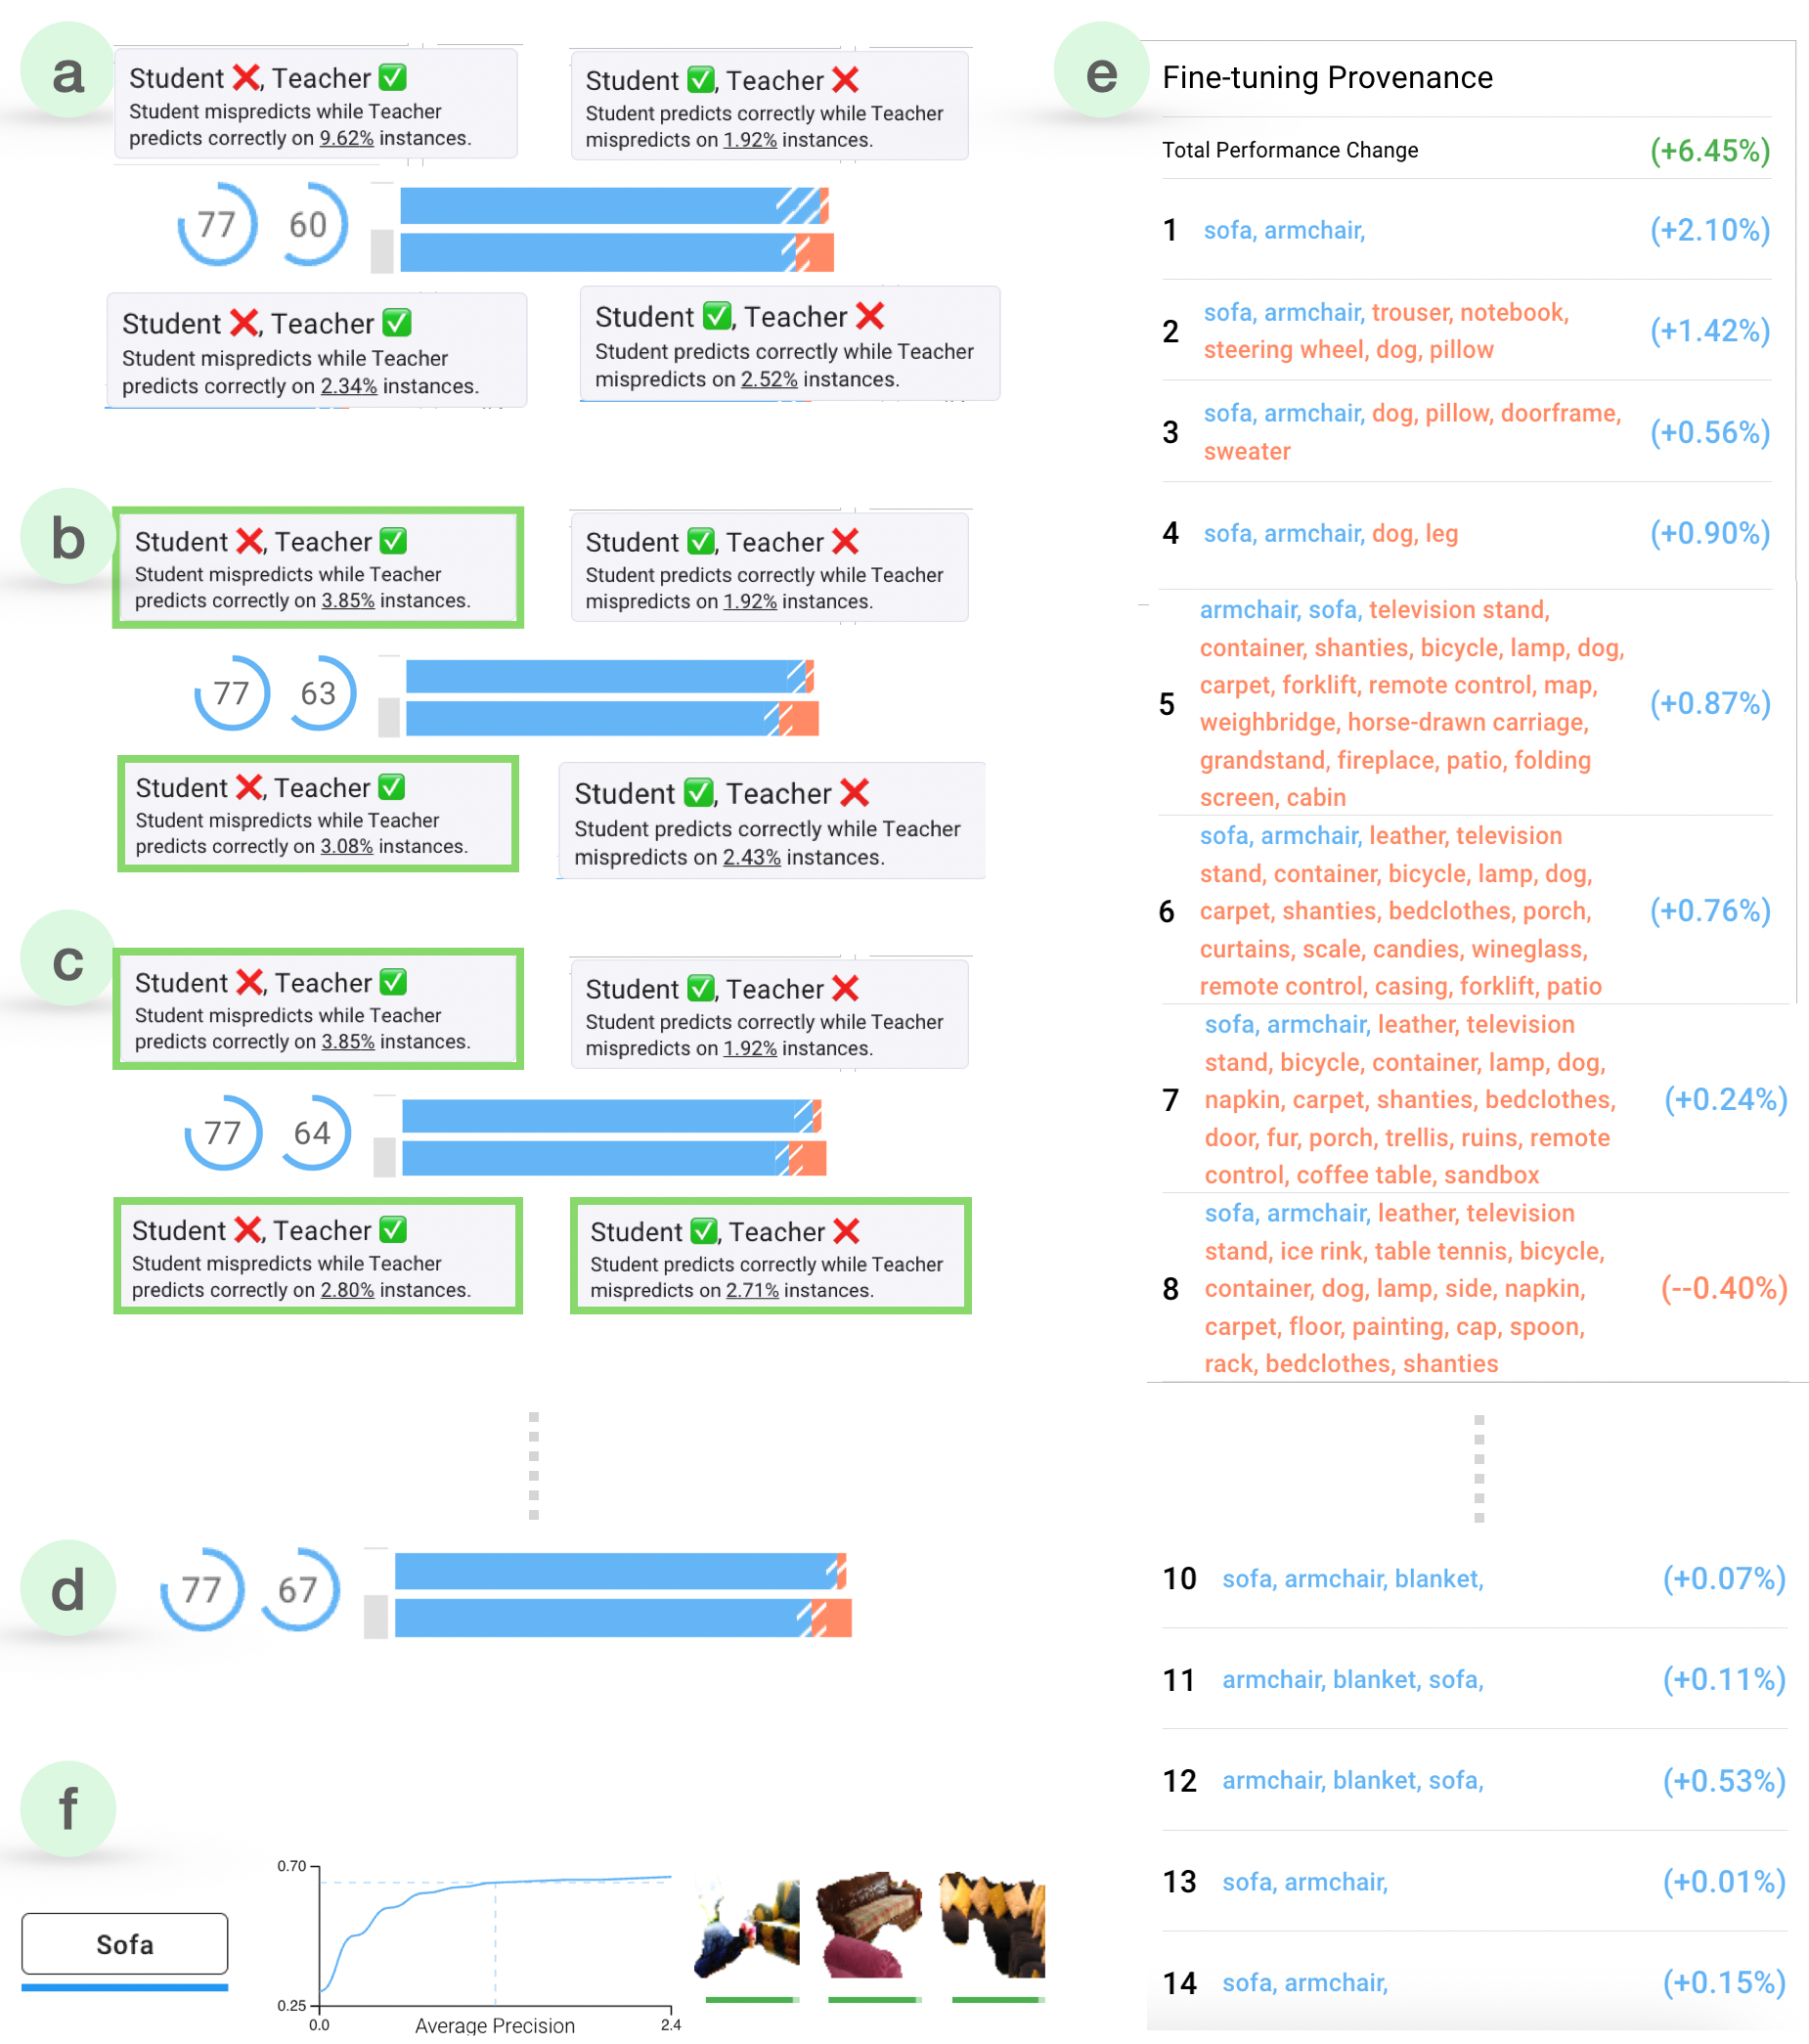 a
Student ❌, Teacher ✅
Student mispredicts while Teacher
predicts correctly on 9.62% instances.
Student ✅, Teacher ❌
Student predicts correctly while Teacher
mispredicts on 1.92% instances.
77
60
Student ❌, Teacher ✅
Student mispredicts while Teacher
predicts correctly on 2.34% instances.
Student ✅, Teacher ❌
Student predicts correctly while Teacher
mispredicts on 2.52% instances.
b
Student ❌, Teacher ✅
Student mispredicts while Teacher
predicts correctly on 3.85% instances.
Student ✅, Teacher ❌
Student predicts correctly while Teacher
mispredicts on 1.92% instances.
77
63
Student ❌, Teacher ✅
Student mispredicts while Teacher
predicts correctly on 3.08% instances.
Student ✅, Teacher ❌
Student predicts correctly while Teacher
mispredicts on 2.43% instances.
c
Student ❌, Teacher ✅
Student mispredicts while Teacher
predicts correctly on 3.85% instances.
Student ✅, Teacher ❌
Student predicts correctly while Teacher
mispredicts on 1.92% instances.
77
64
Student ❌, Teacher ✅
Student mispredicts while Teacher
predicts correctly on 2.80% instances.
Student ✅, Teacher ❌
Student predicts correctly while Teacher
mispredicts on 2.71% instances.
d
77
67
e
Fine-tuning Provenance
Total Performance Change (+6.45%)
1 sofa, armchair, (+2.10%)
2 sofa, armchair, trouser, notebook,
steering wheel, dog, pillow (+1.42%)
3 sofa, armchair, dog, pillow, doorframe,
sweater (+0.56%)
4 sofa, armchair, dog, leg (+0.90%)
5 armchair, sofa, television stand,
container, shanties, bicycle, lamp, dog,
carpet, forklift, remote control, map,
weighbridge, horse-drawn carriage,
grandstand, fireplace, patio, folding
screen, cabin (+0.87%)
6 sofa, armchair, leather, television
stand, container, bicycle, lamp, dog,
carpet, shanties, bedclothes, porch,
curtains, scale, candies, wineglass,
remote control, casing, forklift, patio (+0.76%)
7 sofa, armchair, leather, television
stand, bicycle, container, lamp, dog,
napkin, carpet, shanties, bedclothes,
door, fur, porch, trellis, ruins, remote
control, coffee table, sandbox (+0.24%)
8 sofa, armchair, leather, television
stand, ice rink, table tennis, bicycle,
container, dog, lamp, side, napkin,
carpet, floor, painting, cap, spoon,
rack, bedclothes, shanties (--0.40%)
10 sofa, armchair, blanket, (+0.07%)
11 armchair, blanket, sofa, (+0.11%)
12 armchair, blanket, sofa, (+0.53%)
13 sofa, armchair, (+0.01%)
14 sofa, armchair, (+0.15%)
f
Sofa
0.70
0.25
0.0
Average Precision
2.4